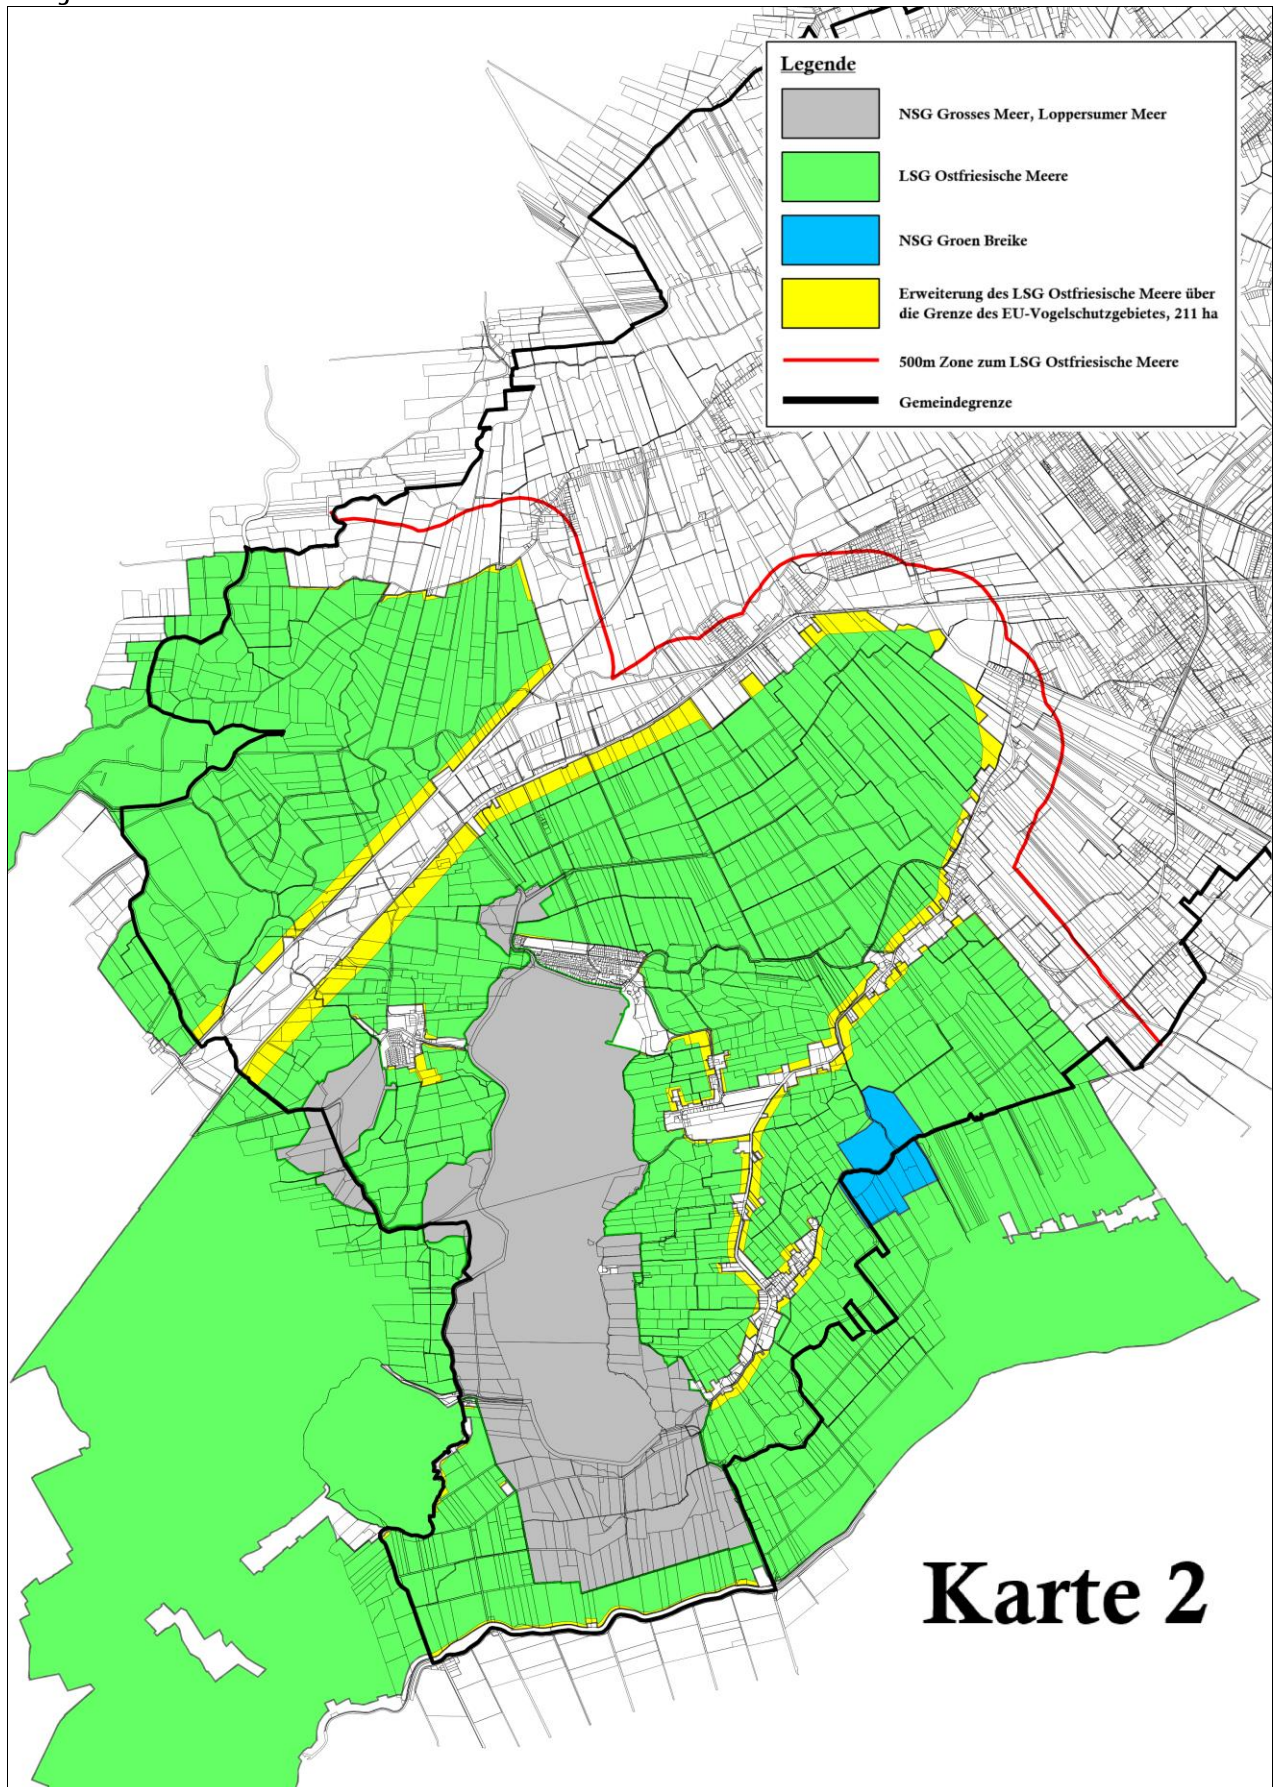 Legende
NSG Grosses Meer, Loppersumer Meer
LSG Ostfriesische Meere
NSG Groen Breike
Erweiterung des LSG Ostfriesische Meere über
die Grenze des EU-Vogelschutzgebietes, 211 ha
500m Zone zum LSG Ostfriesische Meere
Gemeindegrenze
Karte 2